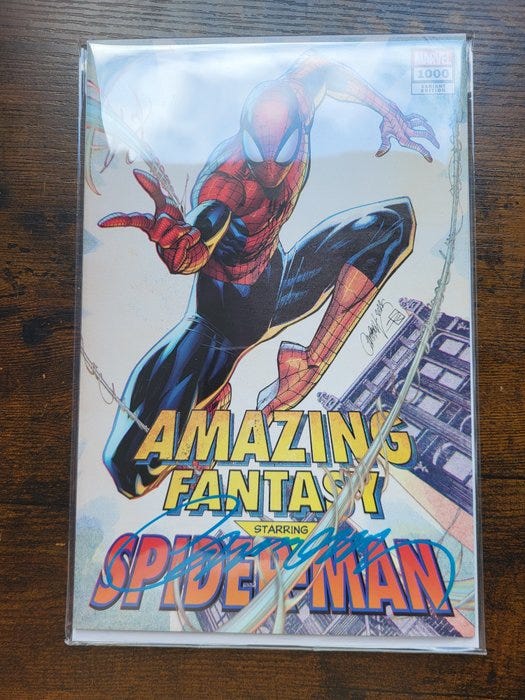 MARVEL
1000
VARIANT
EDITION
AMAZING
FANTASY
STARRING
SPIDER-MAN